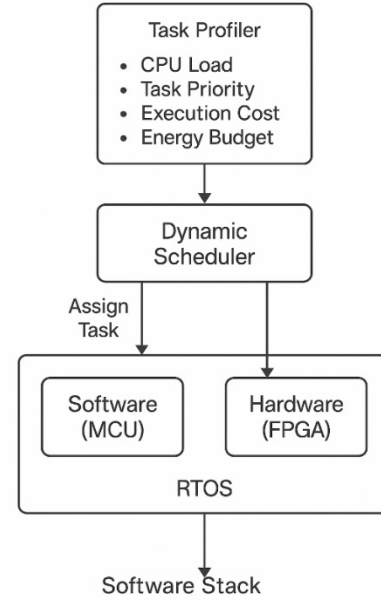 Task Profiler
• CPU Load
• Task Priority
• Execution Cost
• Energy Budget
Dynamic
Scheduler
Assign
Task
Software
(MCU)
Hardware
(FPGA)
RTOS
Software Stack